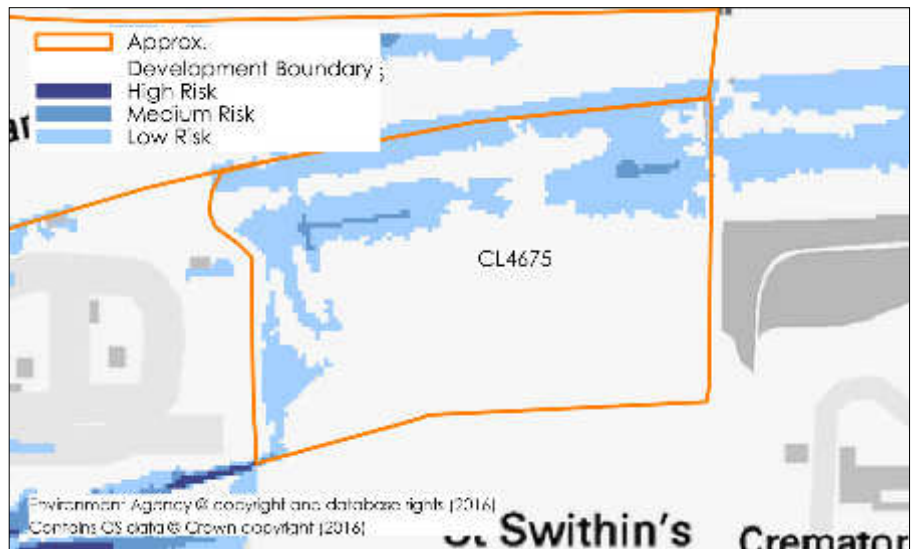 Approx.
Development Boundary
High Risk
Medium Risk
Low Risk
CL4675
Environment Agency © copyright and database rights (2016)
Contains OS data © Crown copyright (2016)
St Swithin's
Cremator